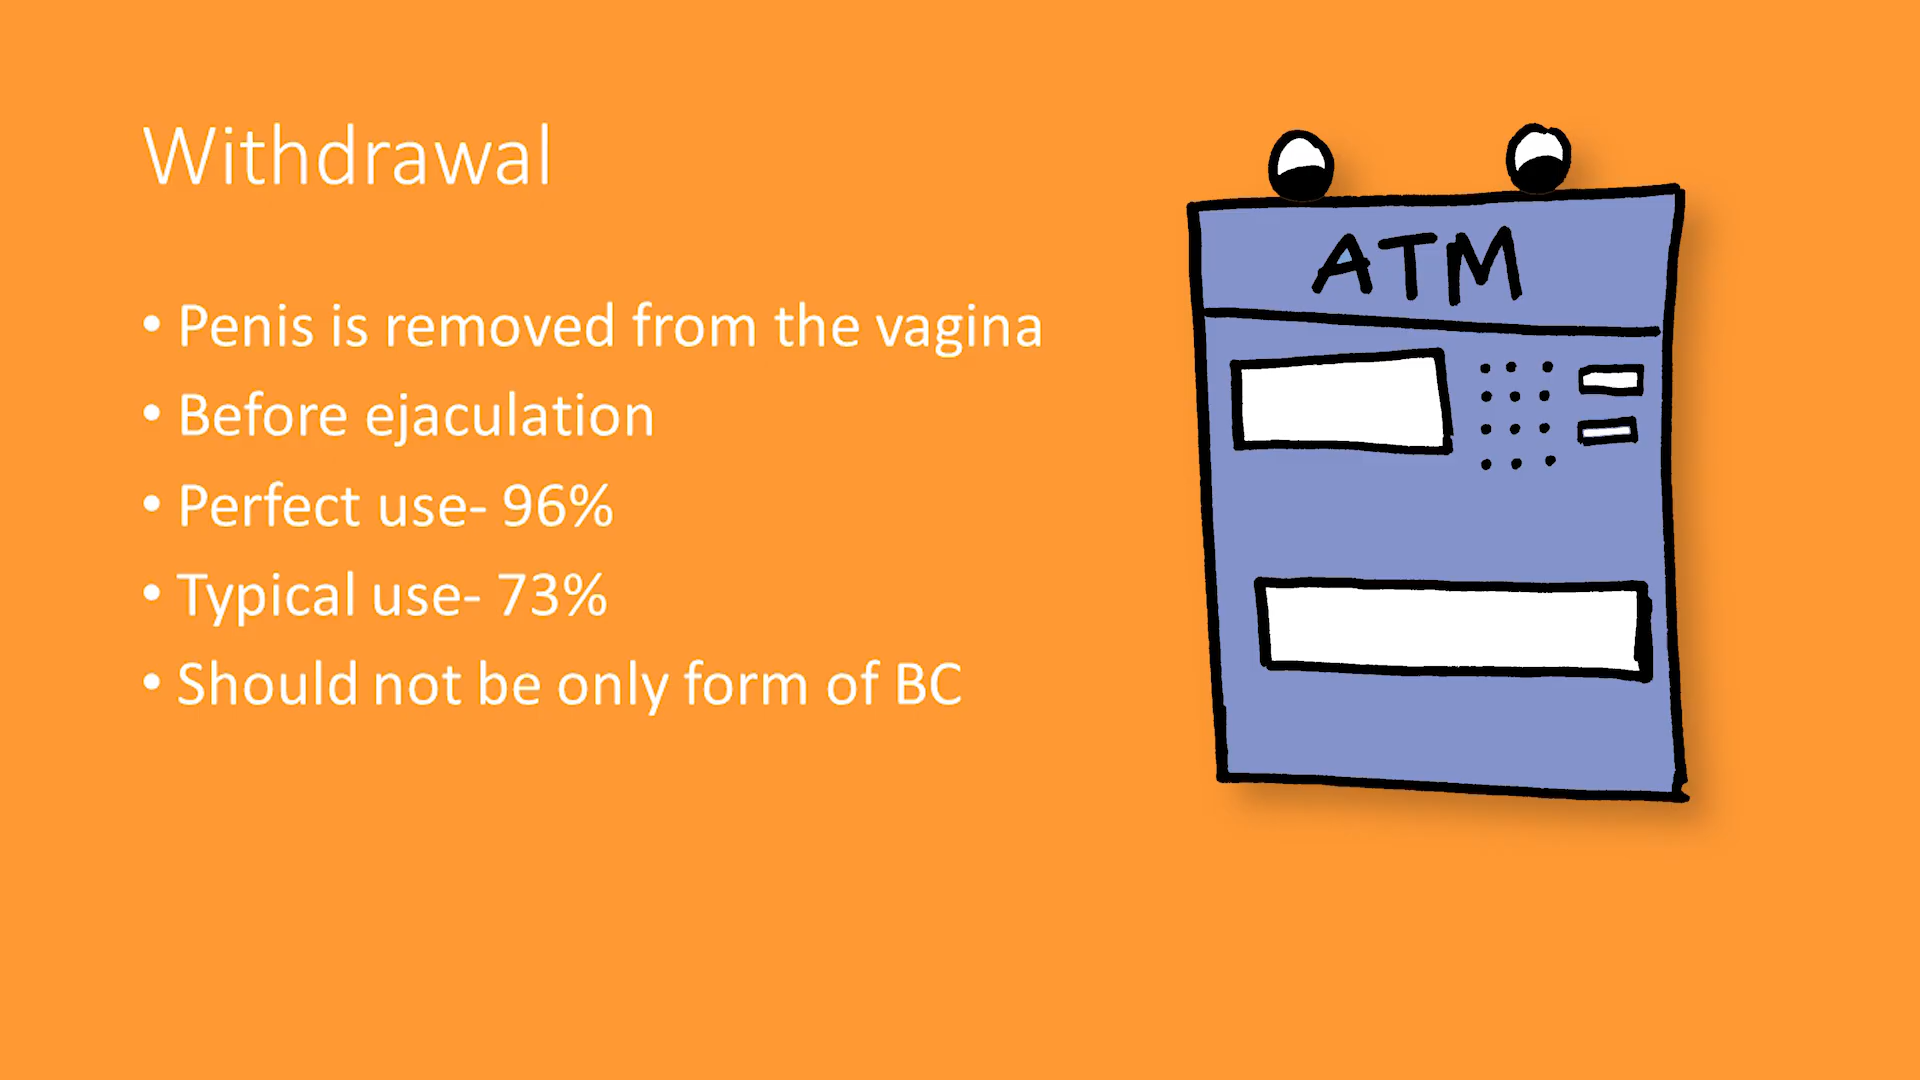 Withdrawal
• Penis is removed from the vagina
• Before ejaculation
• Perfect use- 96%
• Typical use- 73%
• Should not be only form of BC
ATM